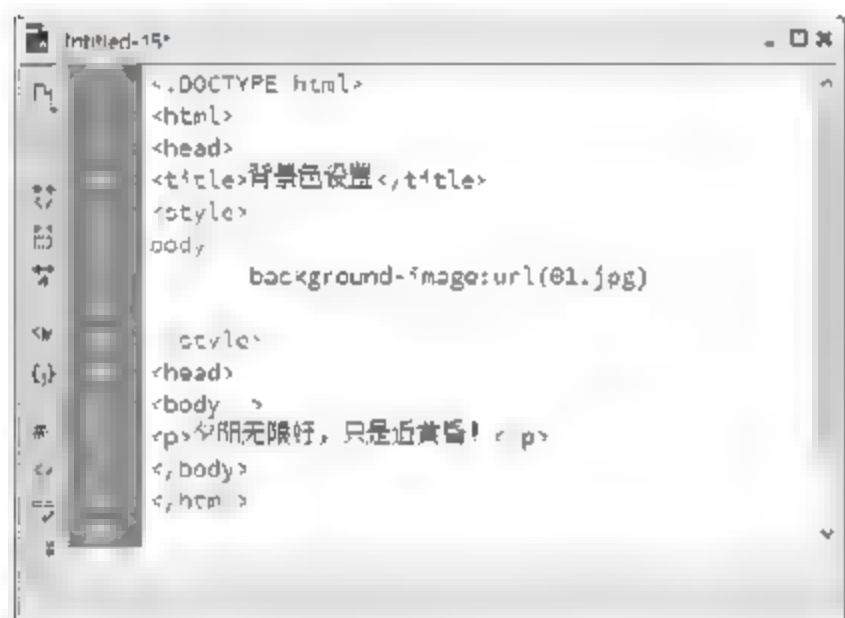 Untitled-15*
<!DOCTYPE html>
<html>
<head>
<title>背景色设置</title>
<style>
body
background-image:url(01.jpg)
style>
<head>
<body >
<p>夕阳无限好，只是近黄昏!< p>
</body>
</htm >